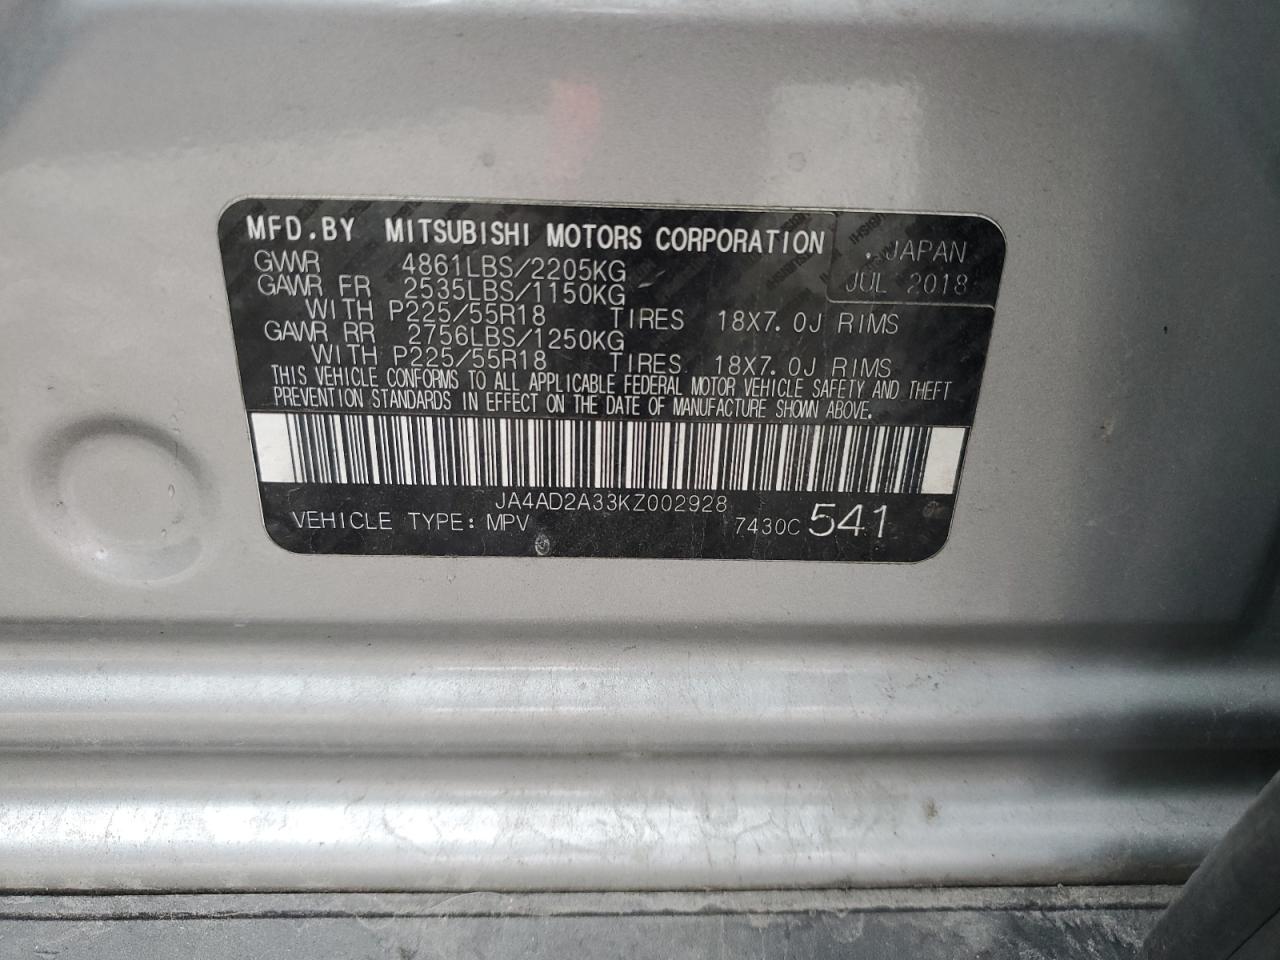 MFD.BY MITSUBISHI MOTORS CORPORATION
. JAPAN
JUL 2018
GVWR 4861LBS/2205KG
GAWR FR 2535LBS/1150KG
WITH P225/55R18 TIRES 18X7.0J RIMS
GAWR RR 2756LBS/1250KG
WITH P225/55R18 TIRES 18X7.0J RIMS
THIS VEHICLE CONFORMS TO ALL APPLICABLE FEDERAL MOTOR VEHICLE SAFETY AND THEFT
PREVENTION STANDARDS IN EFFECT ON THE DATE OF MANUFACTURE SHOWN ABOVE.
JA4AD2A33KZ002928
VEHICLE TYPE: MPV 7430C 541